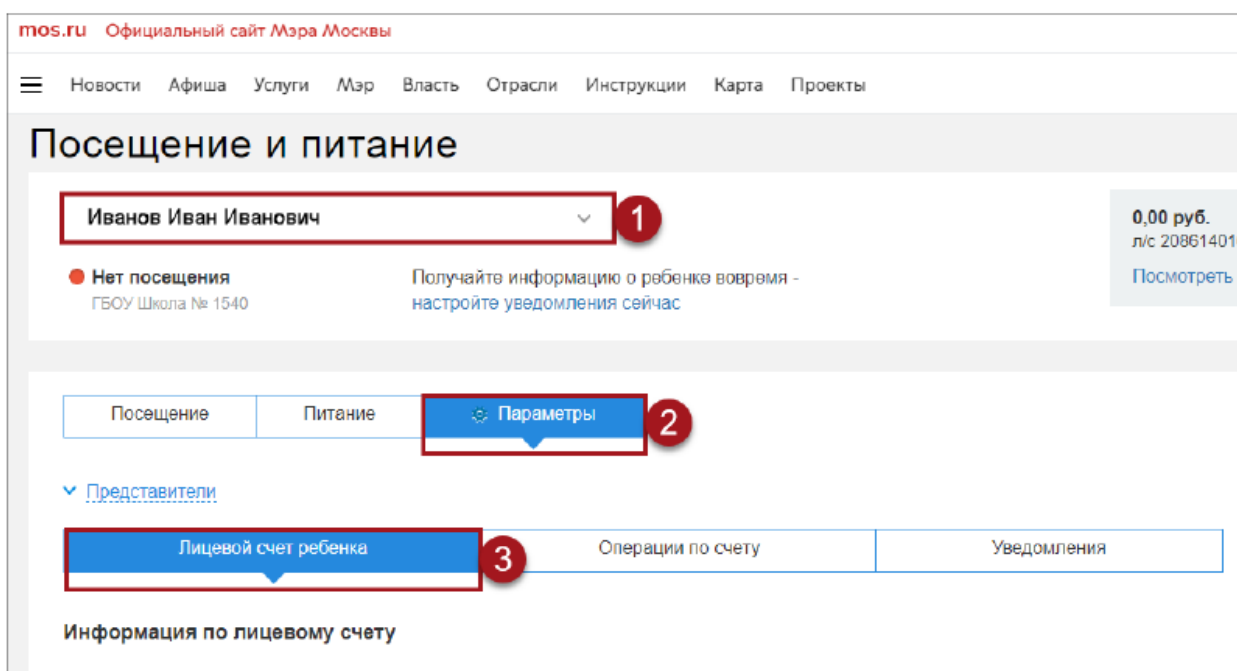 mos.ru Официальный сайт Мэра Москвы
Новости Афиша Услуги Мэр Власть Отрасли Инструкции Карта Проекты
Посещение и питание
Иванов Иван Иванович
1
0,00 руб.
л/с 20861401
Нет посещения
ГБОУ Школа № 1540
Получайте информацию о ребенке вовремя -
настройте уведомления сейчас
Посмотреть
Посещение Питание Параметры
2
Представители
Лицевой счет ребенка
3
Операции по счету Уведомления
Информация по лицевому счету